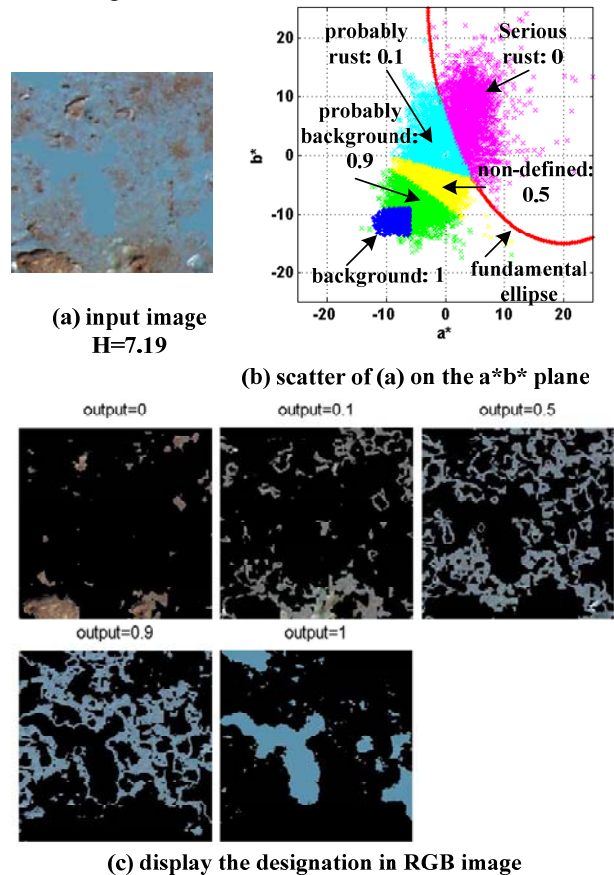 probably
rust: 0.1
Serious
rust: 0
probably
background:
0.9
non-defined:
0.5
background: 1
fundamental
ellipse
20
10
0
-10
-20
b*
-20
-10
0
10
20
a*
(a) input image
H=7.19
(b) scatter of (a) on the a*b* plane
output=0
output=0.1
output=0.5
output=0.9
output=1
(c) display the designation in RGB image